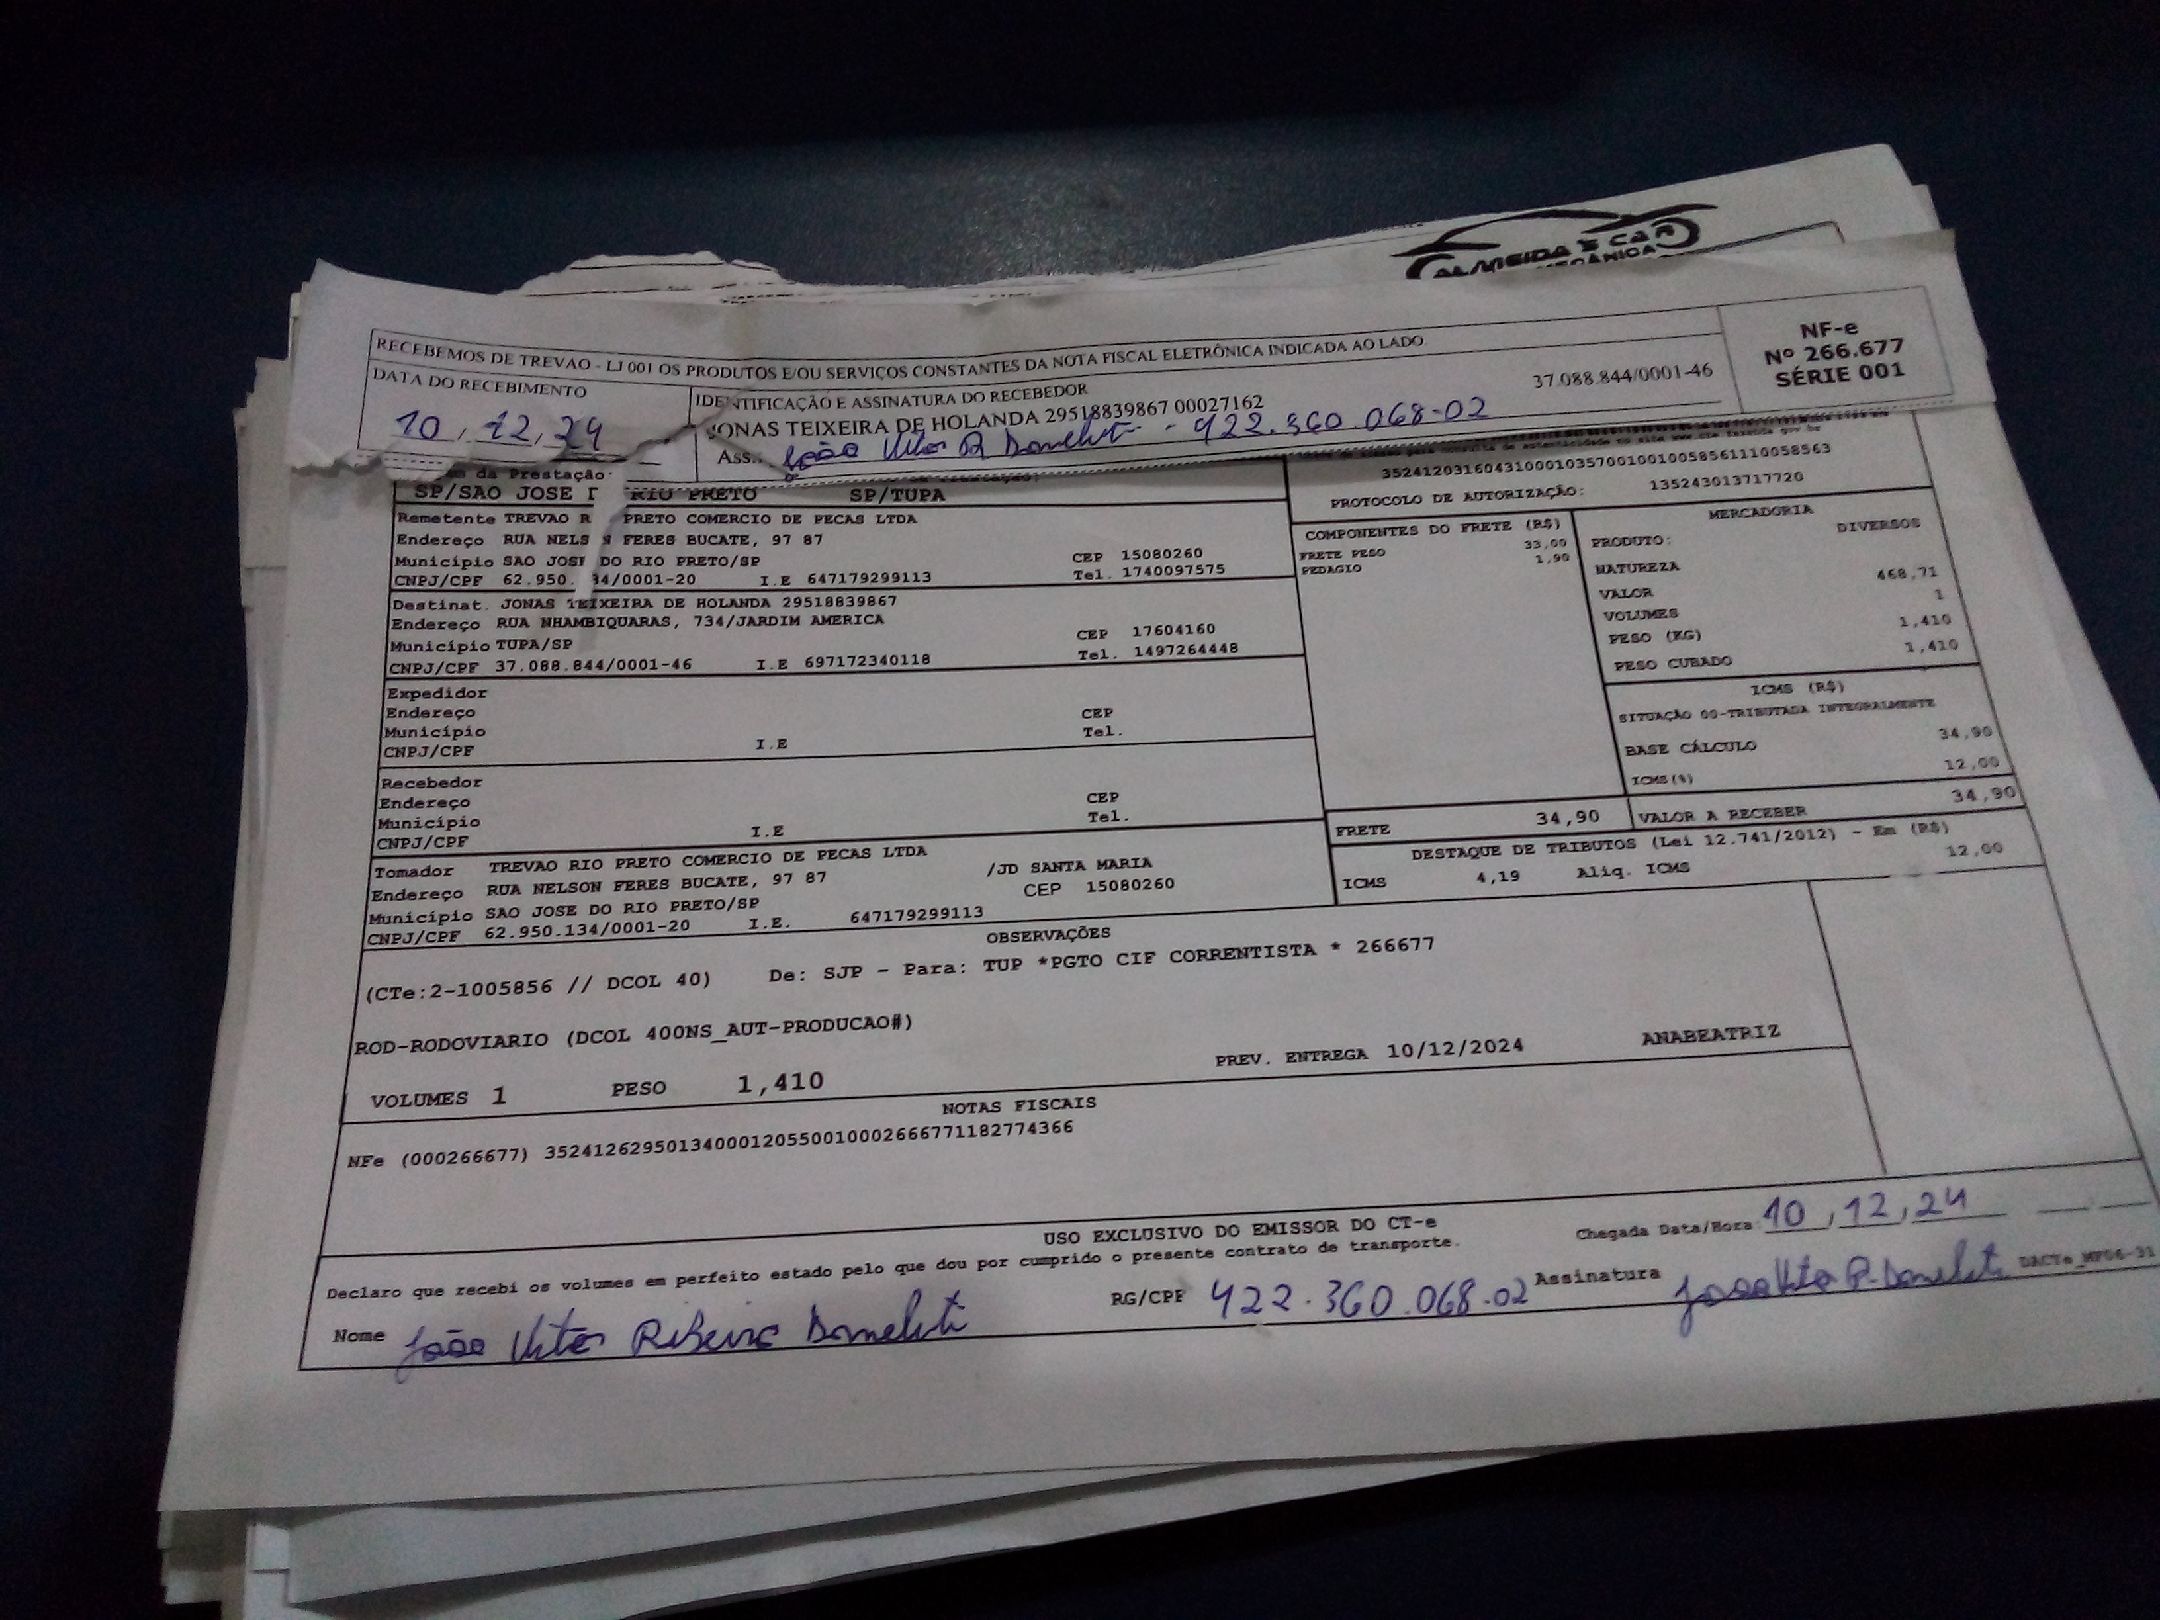 ALMEIDA'S CAR
MECÂNICA
RECEBEMOS DE TREVAO - LJ 001 OS PRODUTOS E/OU SERVIÇOS CONSTANTES DA NOTA FISCAL ELETRÔNICA INDICADA AO LADO.
NF-e
Nº 266.677
SÉRIE 001
DATA DO RECEBIMENTO
10, 12, 24
IDENTIFICAÇÃO E ASSINATURA DO RECEBEDOR
37.088.844/0001-46
JONAS TEIXEIRA DE HOLANDA 29518839867 00027162
Ass.: João Vitor R Doneluti - 422.360.068-02
da Prestação:
SP/SAO JOSE D RIO PRETO SP/TUPA
35241203160431000103570010010058561110058563
PROTOCOLO DE AUTORIZAÇÃO: 135243013717720
Remetente TREVAO R PRETO COMERCIO DE PECAS LTDA
Endereço RUA NELS N FERES BUCATE, 97 87
Município SAO JOSE DO RIO PRETO/SP CEP 15080260
CNPJ/CPF 62.950. 34/0001-20 I.E 647179299113 Tel. 1740097575
Destinat. JONAS TEIXEIRA DE HOLANDA 29518839867
Endereço RUA NHAMBIQUARAS, 734/JARDIM AMERICA
Município TUPA/SP CEP 17604160
CNPJ/CPF 37.088.844/0001-46 I.E 697172340118 Tel. 1497264448
Expedidor
Endereço CEP
Município Tel.
CNPJ/CPF I.E
Recebedor
Endereço CEP
Município Tel.
CNPJ/CPF I.E
Tomador TREVAO RIO PRETO COMERCIO DE PECAS LTDA
Endereço RUA NELSON FERES BUCATE, 97 87 /JD SANTA MARIA
Município SAO JOSE DO RIO PRETO/SP CEP 15080260
CNPJ/CPF 62.950.134/0001-20 I.E. 647179299113
COMPONENTES DO FRETE (R$)
FRETE PESO 33,00
PEDAGIO 1,90
MERCADORIA
PRODUTO: DIVERSOS
NATUREZA
VALOR 468,71
VOLUMES 1
PESO (KG) 1,410
PESO CUBADO 1,410
ICMS (R$)
SITUAÇÃO 00-TRIBUTADA INTEGRALMENTE
BASE CÁLCULO 34,90
ICMS(%) 12,00
FRETE 34,90 VALOR A RECEBER 34,90
DESTAQUE DE TRIBUTOS (Lei 12.741/2012) - Em (R$)
ICMS 4,19 Aliq. ICMS 12,00
OBSERVAÇÕES
(CTe:2-1005856 // DCOL 40) De: SJP - Para: TUP *PGTO CIF CORRENTISTA * 266677
ROD-RODOVIARIO (DCOL 400NS_AUT-PRODUCAO#)
VOLUMES 1 PESO 1,410 PREV. ENTREGA 10/12/2024 ANABEATRIZ
NOTAS FISCAIS
NFe (000266677) 35241262950134000120550010002666771182774366
USO EXCLUSIVO DO EMISSOR DO CT-e
Chegada Data/Hora 10, 12, 24
Declaro que recebi os volumes em perfeito estado pelo que dou por cumprido o presente contrato de transporte.
Nome João Vitor Ribeiro Doneluti RG/CPF 422.360.068.02 Assinatura João Vitor R. Doneluti DACTe_MP06-31